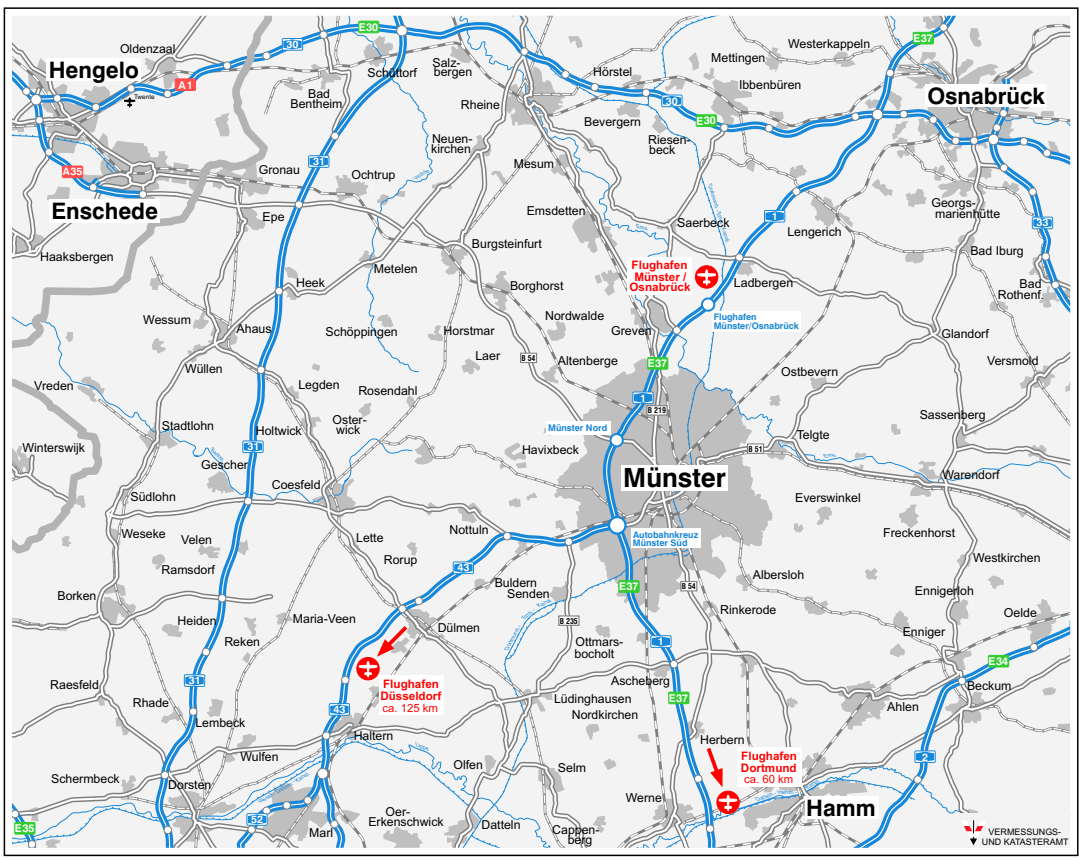 E30
E37
Oldenzaal
30
Westerkappeln
Mettingen
Hengelo
A1
Twente
Schüttorf
Salz-
bergen
Hörstel
Ibbenbüren
Bad
Bentheim
Rheine
30
Osnabrück
Bevergern
E30
Riesen-
beck
Neuen-
kirchen
31
Mesum
A35
Gronau
Ochtrup
Enschede
Epe
Emsdetten
Saerbeck
1
Georgs-
marienhütte
Lengerich
33
Haaksbergen
Burgsteinfurt
Bad Iburg
Metelen
Flughafen
Münster /
Osnabrück
Heek
Borghorst
Ladbergen
Bad
Rothenf.
Wessum
Ahaus
Schöppingen
Horstmar
Nordwalde
Greven
Flughafen
Münster/Osnabrück
Glandorf
Laer
B 54
Altenberge
E37
Versmold
Wüllen
Legden
Rosendahl
Ostbevern
Vreden
1
B 219
Stadtlohn
Holtwick
Oster-
wick
Münster Nord
Sassenberg
Telgte
Winterswijk
31
Havixbeck
B 51
Gescher
Münster
Warendorf
Coesfeld
Südlohn
Everswinkel
Weseke
Velen
Lette
Nottuln
Autobahnkreuz
Münster Süd
Freckenhorst
Ramsdorf
Rorup
43
Westkirchen
Albersloh
Borken
Buldern
Senden
E37
B 54
Ennigerloh
Oelde
Heiden
Maria-Veen
Dülmen
B 235
Rinkerode
Enniger
Reken
Ottmars-
bocholt
1
E34
Raesfeld
31
Flughafen
Düsseldorf
ca. 125 km
Ascheberg
E37
Beckum
Rhade
Lüdinghausen
Ahlen
Lembeck
43
Nordkirchen
Haltern
Herbern
Wulfen
Flughafen
Dortmund
ca. 60 km
2
Olfen
Selm
Schermbeck
Dorsten
Werne
Hamm
E35
52
Marl
Oer-
Erkenschwick
Datteln
Cappen-
berg
VERMESSUNGS-
UND KATASTERAMT